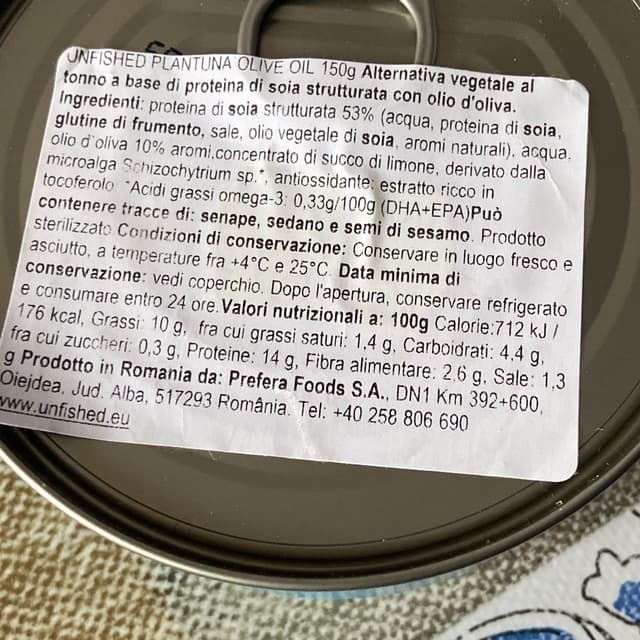 UNFISHED PLANTUNA OLIVE OIL 150g Alternativa vegetale al
tonno a base di proteina di soia strutturata con olio d'oliva.
Ingredienti: proteina di soia strutturata 53% (acqua, proteina di soia,
glutine di frumento, sale, olio vegetale di soia, aromi naturali), acqua,
olio d'oliva 10% aromi,concentrato di succo di limone, derivato dalla
microalga Schizochytrium sp.*, antiossidante: estratto ricco in
tocoferolo. *Acidi grassi omega-3: 0,33g/100g (DHA+EPA)Può
contenere tracce di: senape, sedano e semi di sesamo. Prodotto
sterilizzato Condizioni di conservazione: Conservare in luogo fresco e
asciutto, a temperature fra +4°C e 25°C. Data minima di
conservazione: vedi coperchio. Dopo l'apertura, conservare refrigerato
e consumare entro 24 ore.Valori nutrizionali a: 100g Calorie:712 kJ /
176 kcal, Grassi: 10 g, fra cui grassi saturi: 1,4 g, Carboidrati: 4,4 g,
fra cui zuccheri: 0,3 g, Proteine: 14 g, Fibra alimentare: 2,6 g, Sale: 1,3
g Prodotto in Romania da: Prefera Foods S.A., DN1 Km 392+600,
Oiejdea, Jud. Alba, 517293 România. Tel: +40 258 806 690
www.unfished.eu